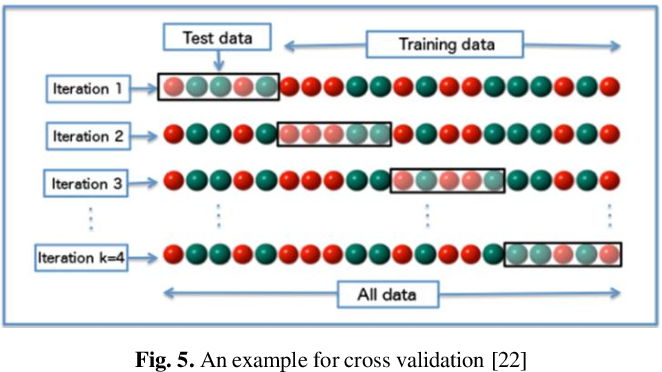 Test data
Training data
Iteration 1
Iteration 2
Iteration 3
Iteration k=4
All data
Fig. 5. An example for cross validation [22]